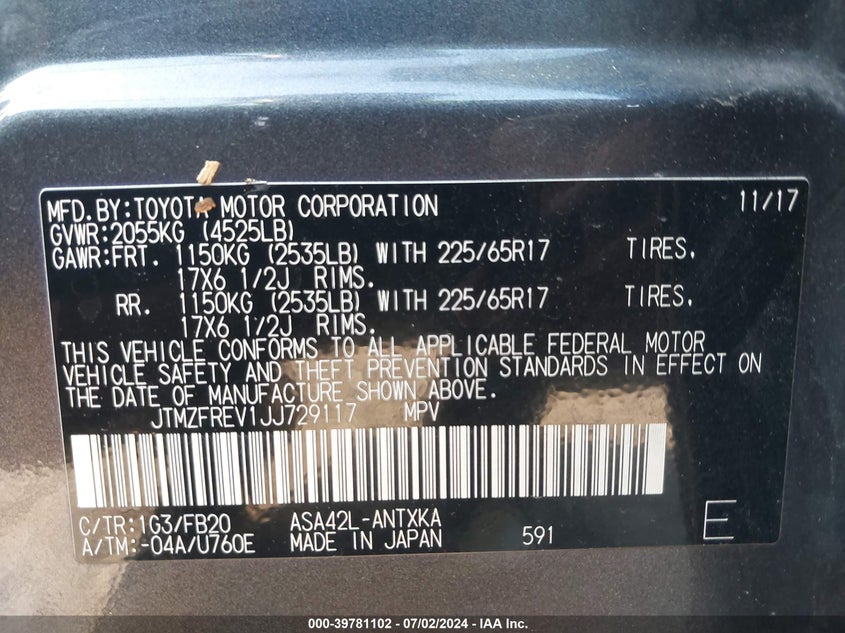 MFD.BY:TOYOTA MOTOR CORPORATION 11/17
GVWR:2055KG (4525LB)
GAWR:FRT. 1150KG (2535LB) WITH 225/65R17 TIRES,
17X6 1/2J RIMS.
RR. 1150KG (2535LB) WITH 225/65R17 TIRES,
17X6 1/2J RIMS.
THIS VEHICLE CONFORMS TO ALL APPLICABLE FEDERAL MOTOR
VEHICLE SAFETY AND THEFT PREVENTION STANDARDS IN EFFECT ON
THE DATE OF MANUFACTURE SHOWN ABOVE.
JTMZFREV1JJ729117 MPV
C/TR:1G3/FB20 ASA42L-ANTXKA
A/TM:-04A/U760E MADE IN JAPAN 591 E
000-39781102 - 07/02/2024 - IAA Inc.